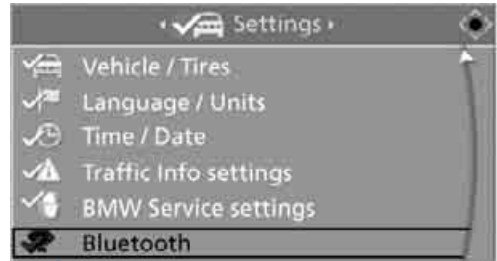 Settings
Vehicle / Tires
Language / Units
Time / Date
Traffic Info settings
BMW Service settings
Bluetooth